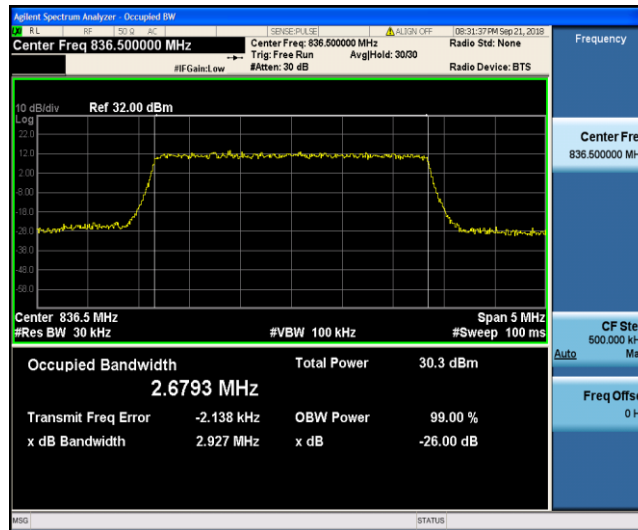 Agilent Spectrum Analyzer - Occupied BW
RL RF 50 Ω AC SENSE:PULSE ALIGN OFF 08:31:37 PM Sep 21, 2018
Center Freq 836.500000 MHz Center Freq: 836.500000 MHz Radio Std: None
Trig: Free Run Avg|Hold: 30/30
#IFGain:Low #Atten: 30 dB Radio Device: BTS
10 dB/div Ref 32.00 dBm
Log
22.0
12.0
2.00
-8.00
-18.0
-28.0
-38.0
-48.0
-58.0
Center 836.5 MHz Span 5 MHz
#Res BW 30 kHz #VBW 100 kHz #Sweep 100 ms
Occupied Bandwidth Total Power 30.3 dBm
2.6793 MHz
Transmit Freq Error -2.138 kHz OBW Power 99.00 %
x dB Bandwidth 2.927 MHz x dB -26.00 dB
MSG STATUS
Frequency
Center Fre
836.500000 MH
CF Ste
500.000 kH
Auto Ma
Freq Offse
0 H